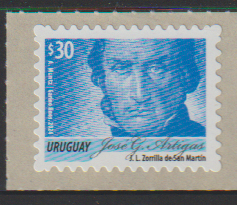 $30
URUGUAY José G. Artigas
J. L. Zorrilla de San Martín